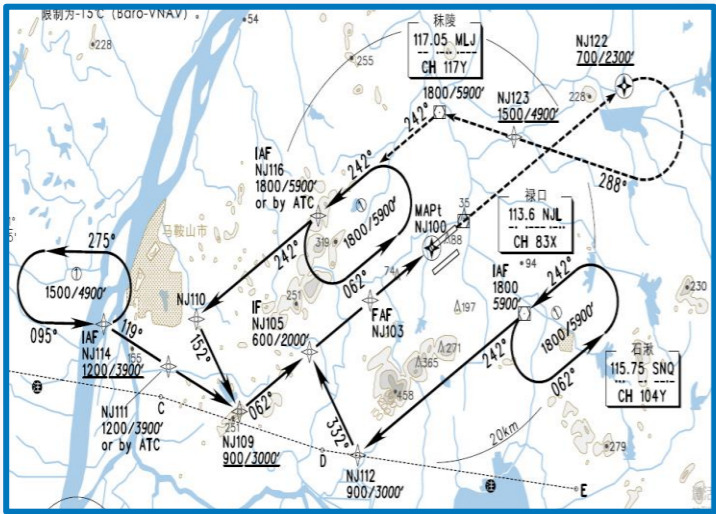 限制为-15℃ (Baro-VNAV)
54
228
255
秣陵
117.05 MLJ
CH 117Y
1800/5900′
NJ122
700/2300′
228
NJ123
1500/4900′
242°
288°
IAF
NJ116
1800/5900′
or by ATC
242°
1800/5900′
319
062°
242°
MAPt
NJ100
35
88
74
禄口
113.6 NJL
CH 83X
94
IAF
1800
5900′
242°
1800/5900′
062°
242°
230
石湫
115.75 SNQ
CH 104Y
马鞍山市
275°
1500/4900′
095°
IAF
NJ114
1200/3900′
119°
155
NJ110
152°
IF
NJ105
600/2000′
251
FAF
NJ103
197
271
365
458
NJ111
1200/3900′
or by ATC
C
251
NJ109
900/3000′
062°
332°
D
NJ112
900/3000′
20km
279
E